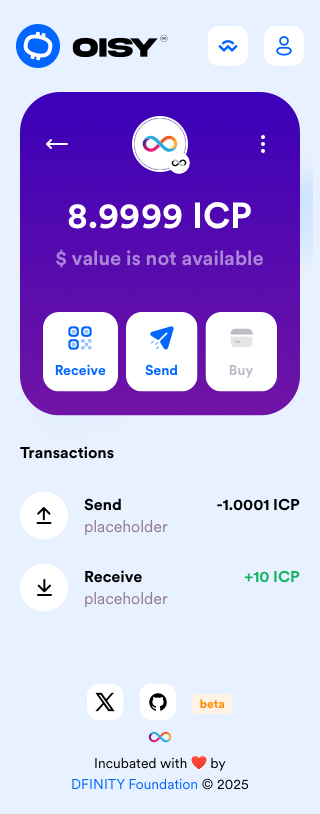 OISY
8.9999 ICP
$ value is not available
Receive
Send
Buy
Transactions
Send
-1.0001 ICP
placeholder
Receive
+10 ICP
placeholder
beta
Incubated with ❤️ by
DFINITY Foundation © 2025